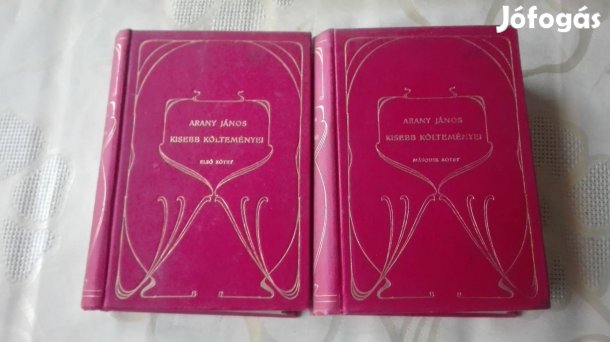 Jófogás
ARANY JÁNOS
KISEBB KÖLTEMÉNYEI
ELSŐ KÖTET
ARANY JÁNOS
KISEBB KÖLTEMÉNYEI
MÁSODIK KÖTET